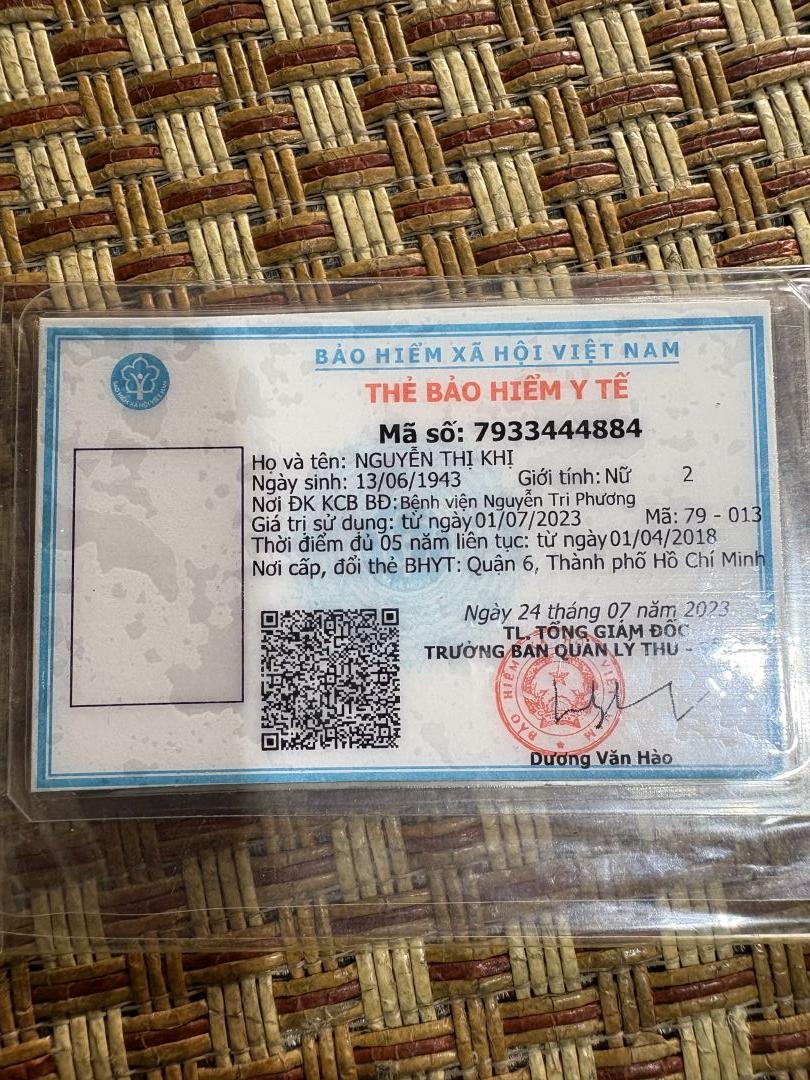 BẢO HIỂM XÃ HỘI VIỆT NAM
THẺ BẢO HIỂM Y TẾ
Mã số: 7933444884
Họ và tên: NGUYỄN THỊ KHỊ
Ngày sinh: 13/06/1943 Giới tính: Nữ 2
Nơi ĐK KCB BĐ: Bệnh viện Nguyễn Tri Phương
Giá trị sử dụng: từ ngày 01/07/2023 Mã: 79 - 013
Thời điểm đủ 05 năm liên tục: từ ngày 01/04/2018
Nơi cấp, đổi thẻ BHYT: Quận 6, Thành phố Hồ Chí Minh
Ngày 24 tháng 07 năm 2023
TL. TỔNG GIÁM ĐỐC
TRƯỞNG BAN QUẢN LÝ THU -
Dương Văn Hào